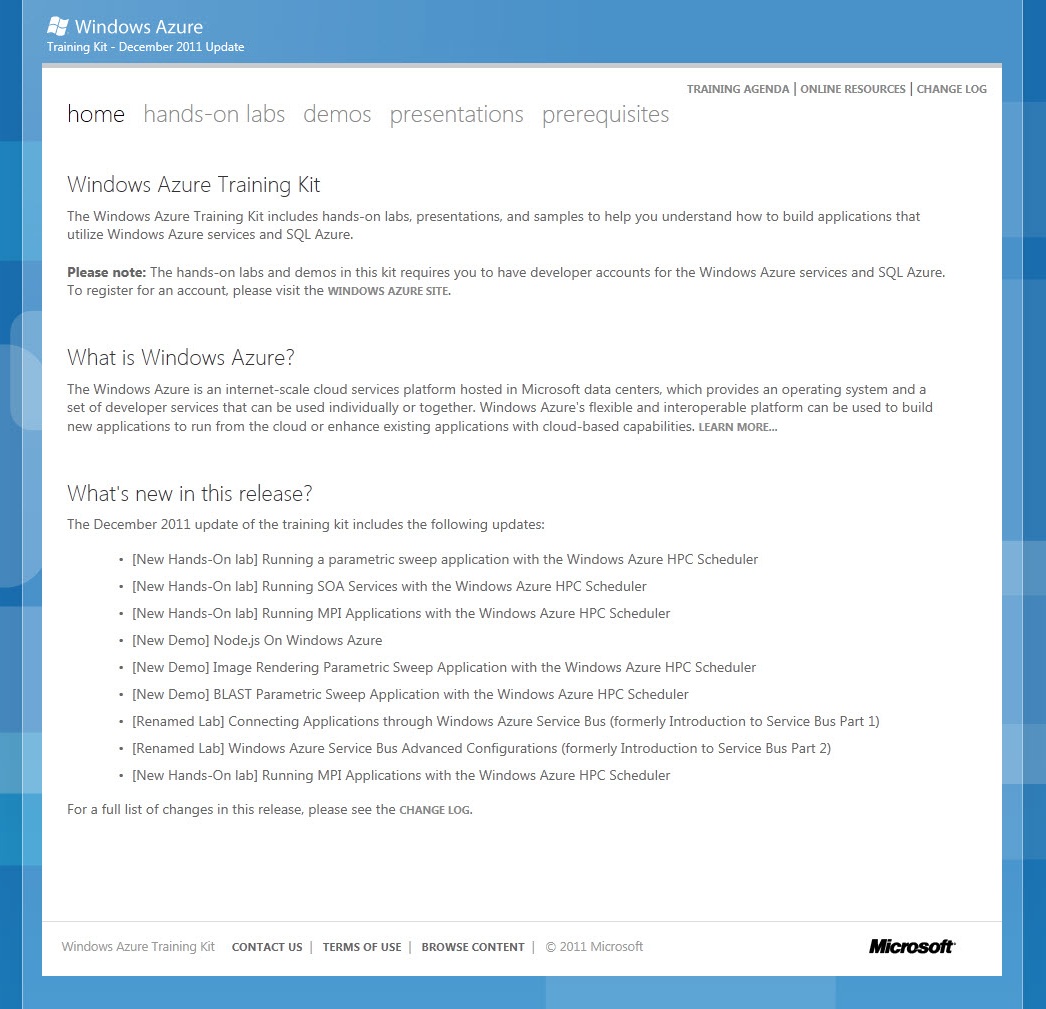 Windows Azure
Training Kit - December 2011 Update
TRAINING AGENDA | ONLINE RESOURCES | CHANGE LOG
home hands-on labs demos presentations prerequisites
Windows Azure Training Kit
The Windows Azure Training Kit includes hands-on labs, presentations, and samples to help you understand how to build applications that
utilize Windows Azure services and SQL Azure.
Please note: The hands-on labs and demos in this kit requires you to have developer accounts for the Windows Azure services and SQL Azure.
To register for an account, please visit the WINDOWS AZURE SITE.
What is Windows Azure?
The Windows Azure is an internet-scale cloud services platform hosted in Microsoft data centers, which provides an operating system and a
set of developer services that can be used individually or together. Windows Azure's flexible and interoperable platform can be used to build
new applications to run from the cloud or enhance existing applications with cloud-based capabilities. LEARN MORE...
What's new in this release?
The December 2011 update of the training kit includes the following updates:
• [New Hands-On lab] Running a parametric sweep application with the Windows Azure HPC Scheduler
• [New Hands-On lab] Running SOA Services with the Windows Azure HPC Scheduler
• [New Hands-On lab] Running MPI Applications with the Windows Azure HPC Scheduler
• [New Demo] Node.js On Windows Azure
• [New Demo] Image Rendering Parametric Sweep Application with the Windows Azure HPC Scheduler
• [New Demo] BLAST Parametric Sweep Application with the Windows Azure HPC Scheduler
• [Renamed Lab] Connecting Applications through Windows Azure Service Bus (formerly Introduction to Service Bus Part 1)
• [Renamed Lab] Windows Azure Service Bus Advanced Configurations (formerly Introduction to Service Bus Part 2)
• [New Hands-On lab] Running MPI Applications with the Windows Azure HPC Scheduler
For a full list of changes in this release, please see the CHANGE LOG.
Windows Azure Training Kit CONTACT US | TERMS OF USE | BROWSE CONTENT | © 2011 Microsoft
Microsoft